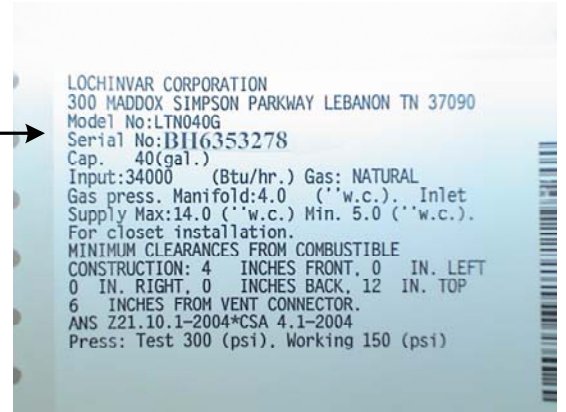 LOCHINVAR CORPORATION
300 MADDOX SIMPSON PARKWAY LEBANON TN 37090
Model No:LTN040G
Serial No:BH6353278
Cap. 40(gal.)
Input:34000 (Btu/hr.) Gas: NATURAL
Gas press. Manifold:4.0 (''w.c.). Inlet
Supply Max:14.0 (''w.c.) Min. 5.0 (''w.c.).
For closet installation.
MINIMUM CLEARANCES FROM COMBUSTIBLE
CONSTRUCTION: 4 INCHES FRONT, 0 IN. LEFT
0 IN. RIGHT, 0 INCHES BACK, 12 IN. TOP
6 INCHES FROM VENT CONNECTOR.
ANS Z21.10.1-2004*CSA 4.1-2004
Press: Test 300 (psi). Working 150 (psi)